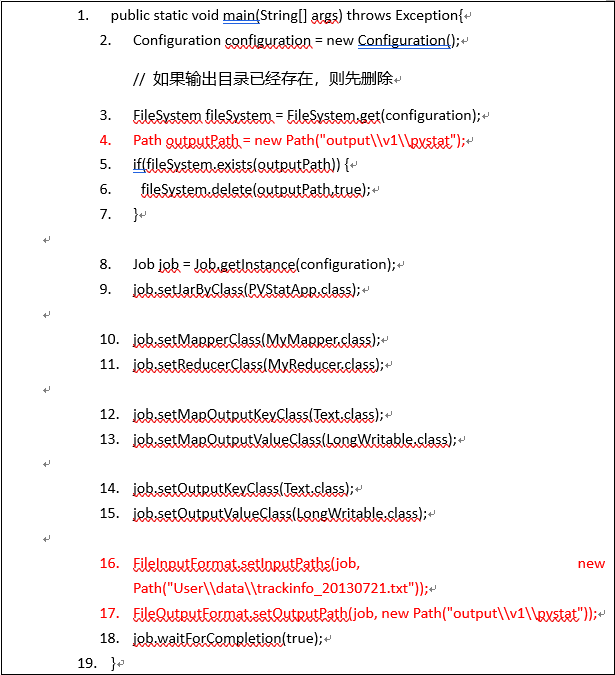 1. public static void main(String[] args) throws Exception{
2. Configuration configuration = new Configuration();
// 如果输出目录已经存在，则先删除
3. FileSystem fileSystem = FileSystem.get(configuration);
4. Path outputPath = new Path("output\\v1\\pvstat");
5. if(fileSystem.exists(outputPath)) {
6. fileSystem.delete(outputPath,true);
7. }
8. Job job = Job.getInstance(configuration);
9. job.setJarByClass(PVStatApp.class);
10. job.setMapperClass(MyMapper.class);
11. job.setReducerClass(MyReducer.class);
12. job.setMapOutputKeyClass(Text.class);
13. job.setMapOutputValueClass(LongWritable.class);
14. job.setOutputKeyClass(Text.class);
15. job.setOutputValueClass(LongWritable.class);
16. FileInputFormat.setInputPaths(job, new
Path("User\\data\\trackinfo_20130721.txt"));
17. FileOutputFormat.setOutputPath(job, new Path("output\\v1\\pvstat"));
18. job.waitForCompletion(true);
19. }